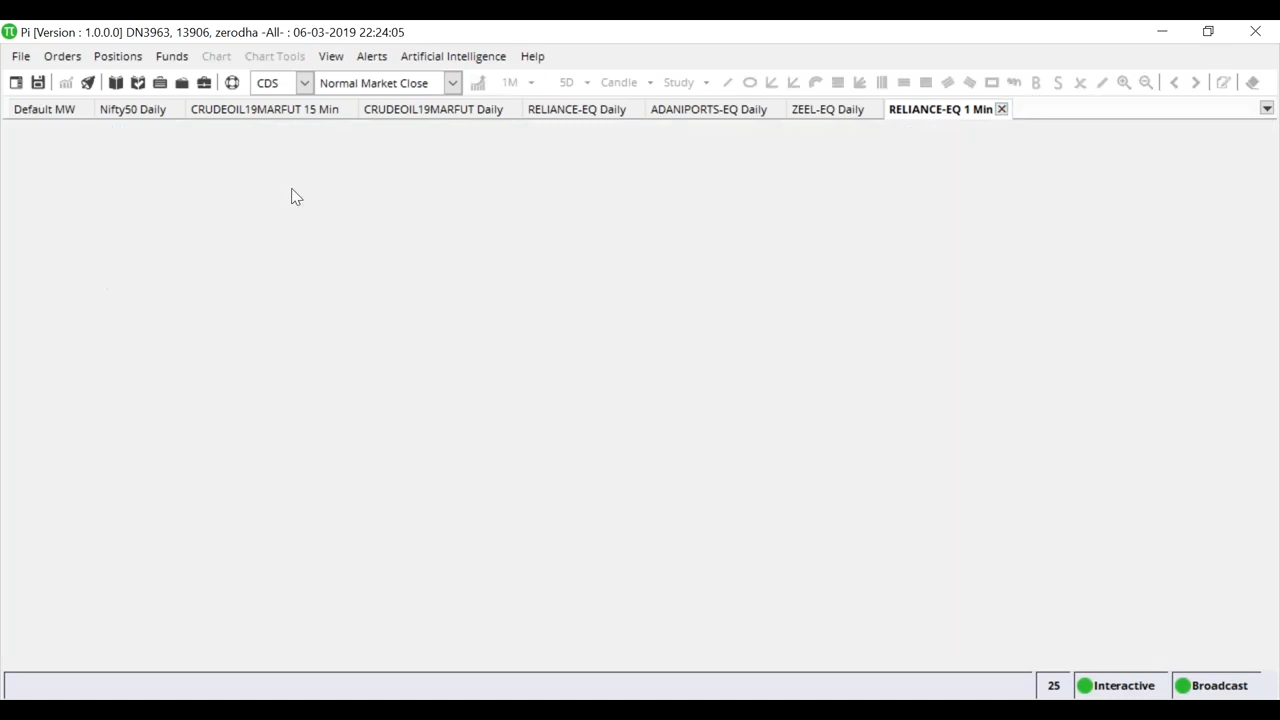 Pi [Version : 1.0.0.0] DN3963, 13906, zerodha -All- : 06-03-2019 22:24:05
File Orders Positions Funds Chart Chart Tools View Alerts Artificial Intelligence Help
CDS Normal Market Close 1M 5D Candle Study B S
Default MW Nifty50 Daily CRUDEOIL19MARFUT 15 Min CRUDEOIL19MARFUT Daily RELIANCE-EQ Daily ADANIPORTS-EQ Daily ZEEL-EQ Daily RELIANCE-EQ 1 Min
25 Interactive Broadcast